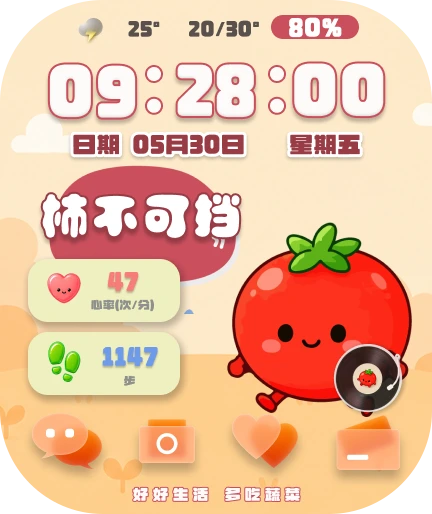 25° 20/30° 80%
09:28:00
日期 05月30日 星期五
柿不可挡
47
心率(次/分)
1147
步
好好生活 多吃蔬菜